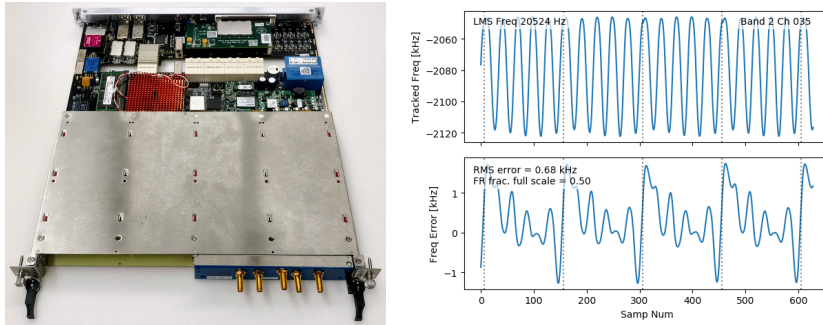 LMS Freq 20524 Hz
Band 2 Ch 035
Tracked Freq [kHz]
−2060
−2080
−2100
−2120
RMS error = 0.68 kHz
FR frac. full scale = 0.50
Freq Error [kHz]
1
0
−1
0
100
200
300
400
500
600
Samp Num